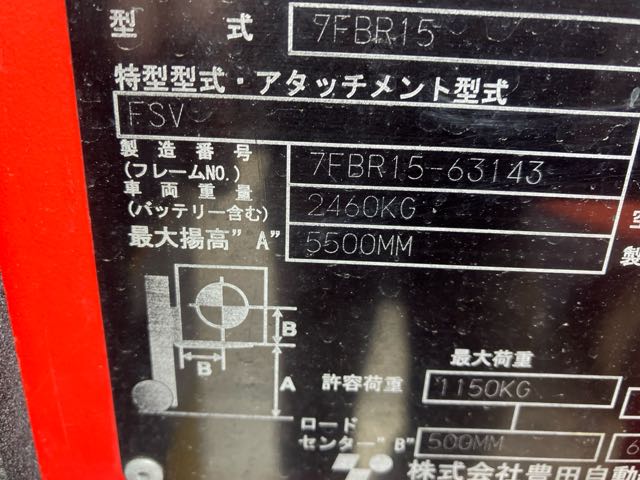 型式 7FBR15
特型型式・アタッチメント型式
FSV
製造番号
(フレームNO.) 7FBR15-63143
車両重量
(バッテリー含む) 2460KG
最大揚高"A" 5500MM
B
B
A
最大荷重
許容荷重 1150KG
ロード
センター"B" 500MM 6
株式会社豊田自動